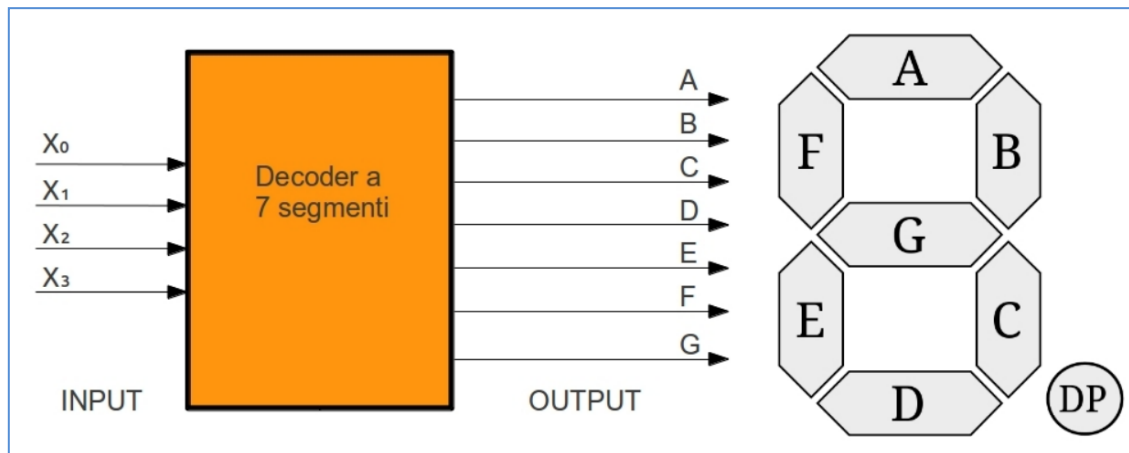 X₀
X₁
X₂
X₃
INPUT
Decoder a
7 segmenti
A
B
C
D
E
F
G
OUTPUT
A
F
B
G
E
C
D
DP